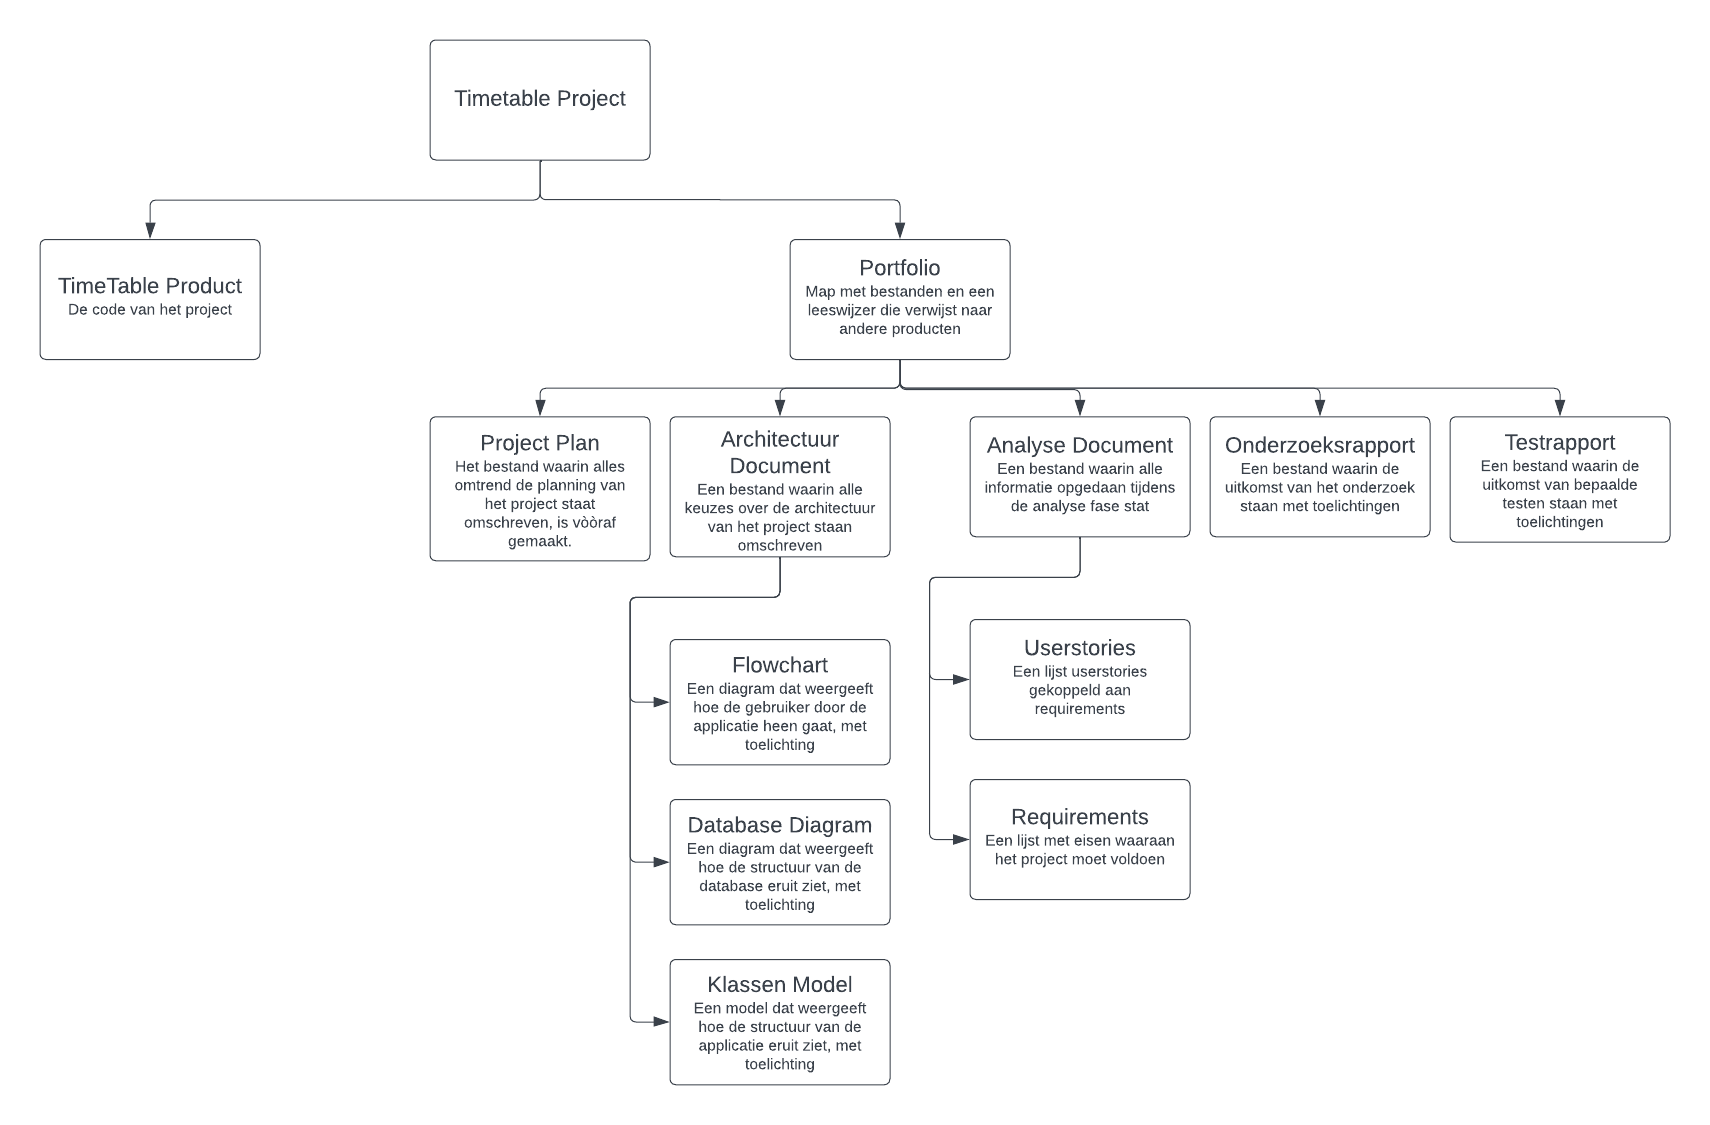 Timetable Project
TimeTable Product
De code van het project
Portfolio
Map met bestanden en een
leeswijzer die verwijst naar
andere producten
Project Plan
Het bestand waarin alles
omtrend de planning van
het project staat
omschreven, is vòòraf
gemaakt.
Architectuur
Document
Een bestand waarin alle
keuzes over de architectuur
van het project staan
omschreven
Analyse Document
Een bestand waarin alle
informatie opgedaan tijdens
de analyse fase stat
Onderzoeksrapport
Een bestand waarin de
uitkomst van het onderzoek
staan met toelichtingen
Testrapport
Een bestand waarin de
uitkomst van bepaalde
testen staan met
toelichtingen
Flowchart
Een diagram dat weergeeft
hoe de gebruiker door de
applicatie heen gaat, met
toelichting
Database Diagram
Een diagram dat weergeeft
hoe de structuur van de
database eruit ziet, met
toelichting
Klassen Model
Een model dat weergeeft
hoe de structuur van de
applicatie eruit ziet, met
toelichting
Userstories
Een lijst userstories
gekoppeld aan
requirements
Requirements
Een lijst met eisen waaraan
het project moet voldoen